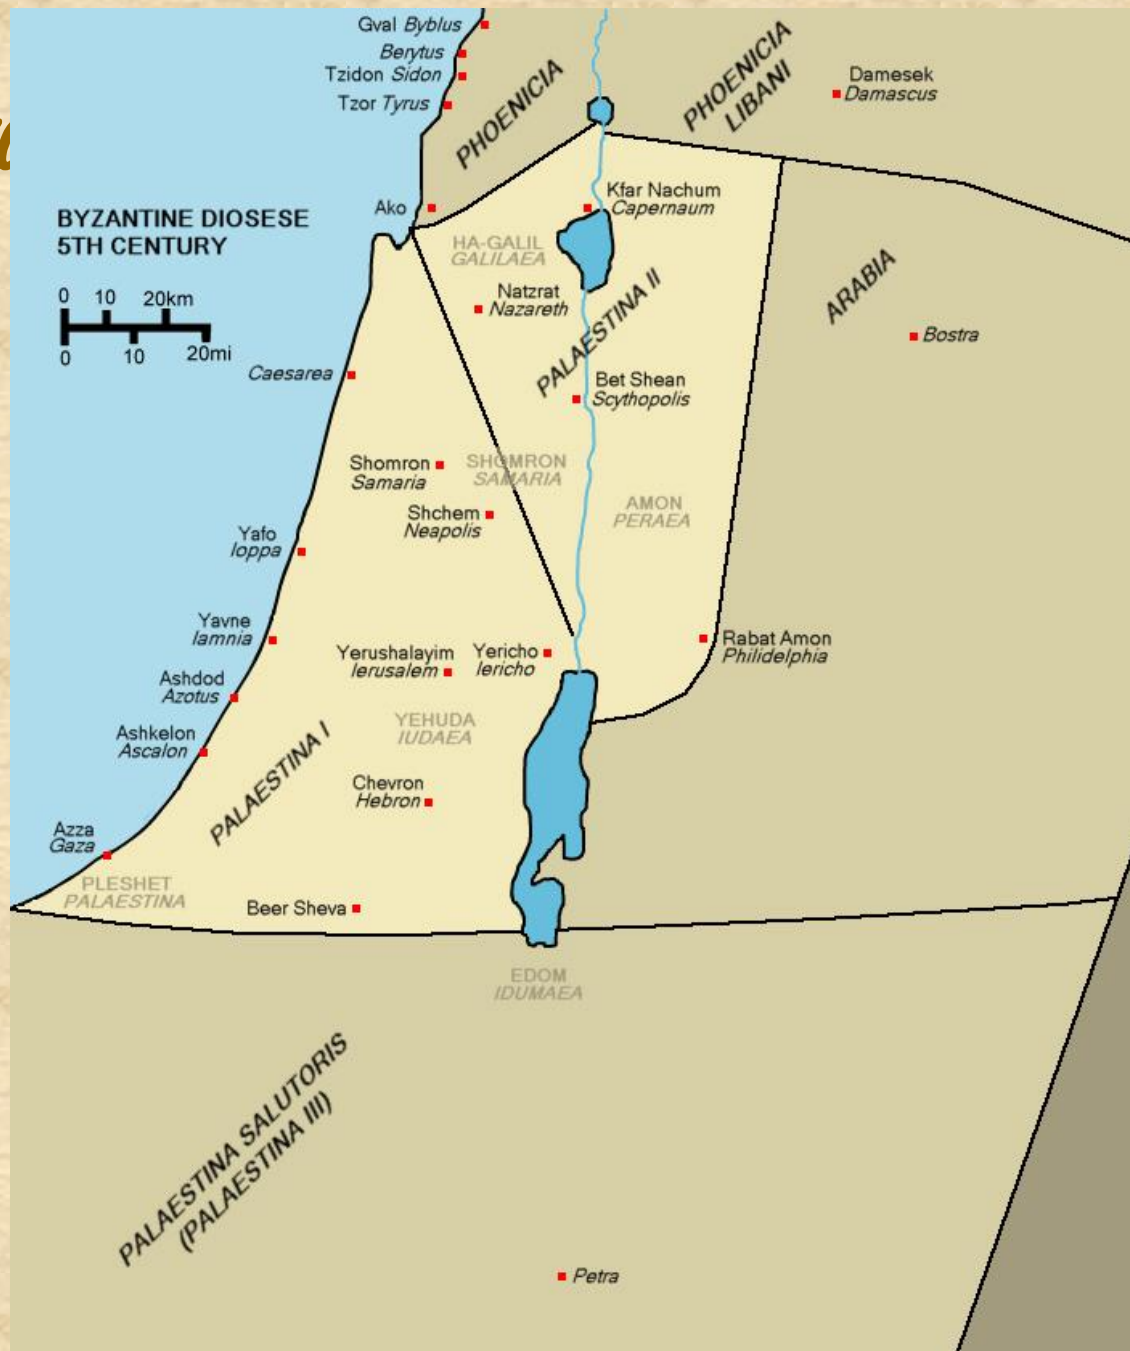 Gval Byblus
Berytus
Tzidon Sidon
Tzor Tyrus
PHOENICIA
PHOENICIA
LIBANI
Damesek
Damascus
Ako
Kfar Nachum
Capernaum
BYZANTINE DIOSESE
5TH CENTURY
0 10 20km
0 10 20mi
HA-GALIL
GALILAEA
Natzrat
Nazareth
PALAESTINA II
ARABIA
Bostra
Caesarea
Bet Shean
Scythopolis
Shomron
Samaria
SHOMRON
SAMARIA
Shchem
Neapolis
AMON
PERAEA
Yafo
Ioppa
Yavne
Iamnia
Yerushalayim
Ierusalem
Yericho
Iericho
Rabat Amon
Philidelphia
Ashdod
Azotus
Ashkelon
Ascalon
YEHUDA
IUDAEA
PALAESTINA I
Chevron
Hebron
Azza
Gaza
PLESHET
PALAESTINA
Beer Sheva
EDOM
IDUMAEA
PALAESTINA SALUTORIS
(PALAESTINA III)
Petra